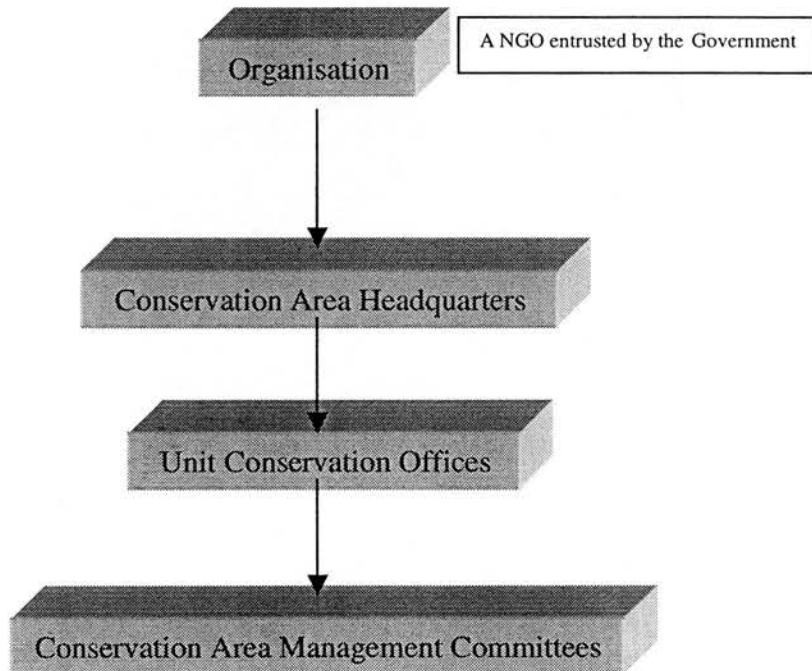 Organisation
A NGO entrusted by the Government
Conservation Area Headquarters
Unit Conservation Offices
Conservation Area Management Committees